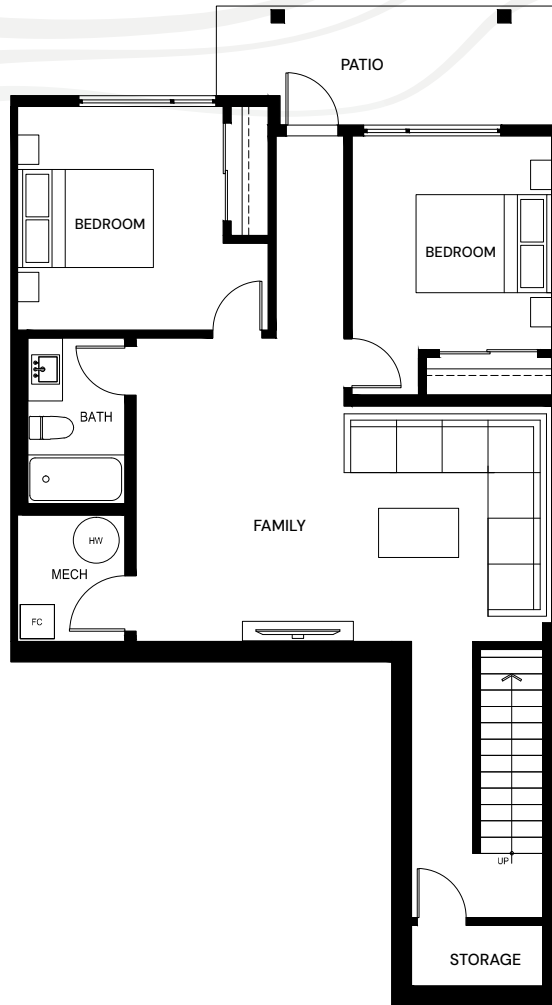 PATIO
BEDROOM
BEDROOM
BATH
FAMILY
HW
MECH
FC
UP
STORAGE